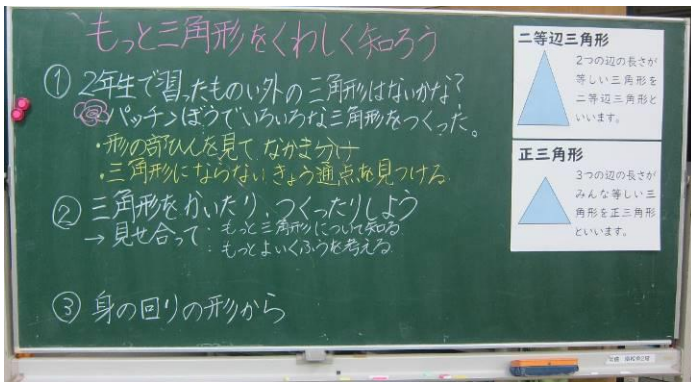 もっと三角形をくわしく知ろう
① 2年生で習ったもの以外の三角形はないかな?
パッチンぼうでいろいろな三角形をつくった。
・形の部ひんを見て なかま分け
・三角形にならないきょう通点を見つける
② 三角形をかいたり、つくったりしよう
→ 見せ合って:もっと三角形について知る
:もっとよいくふうを考える
③ 身の回りの形から
二等辺三角形
2つの辺の長さが
等しい三角形を
二等辺三角形と
いいます。
正三角形
3つの辺の長さが
みんな等しい三
角形を正三角形
といいます。